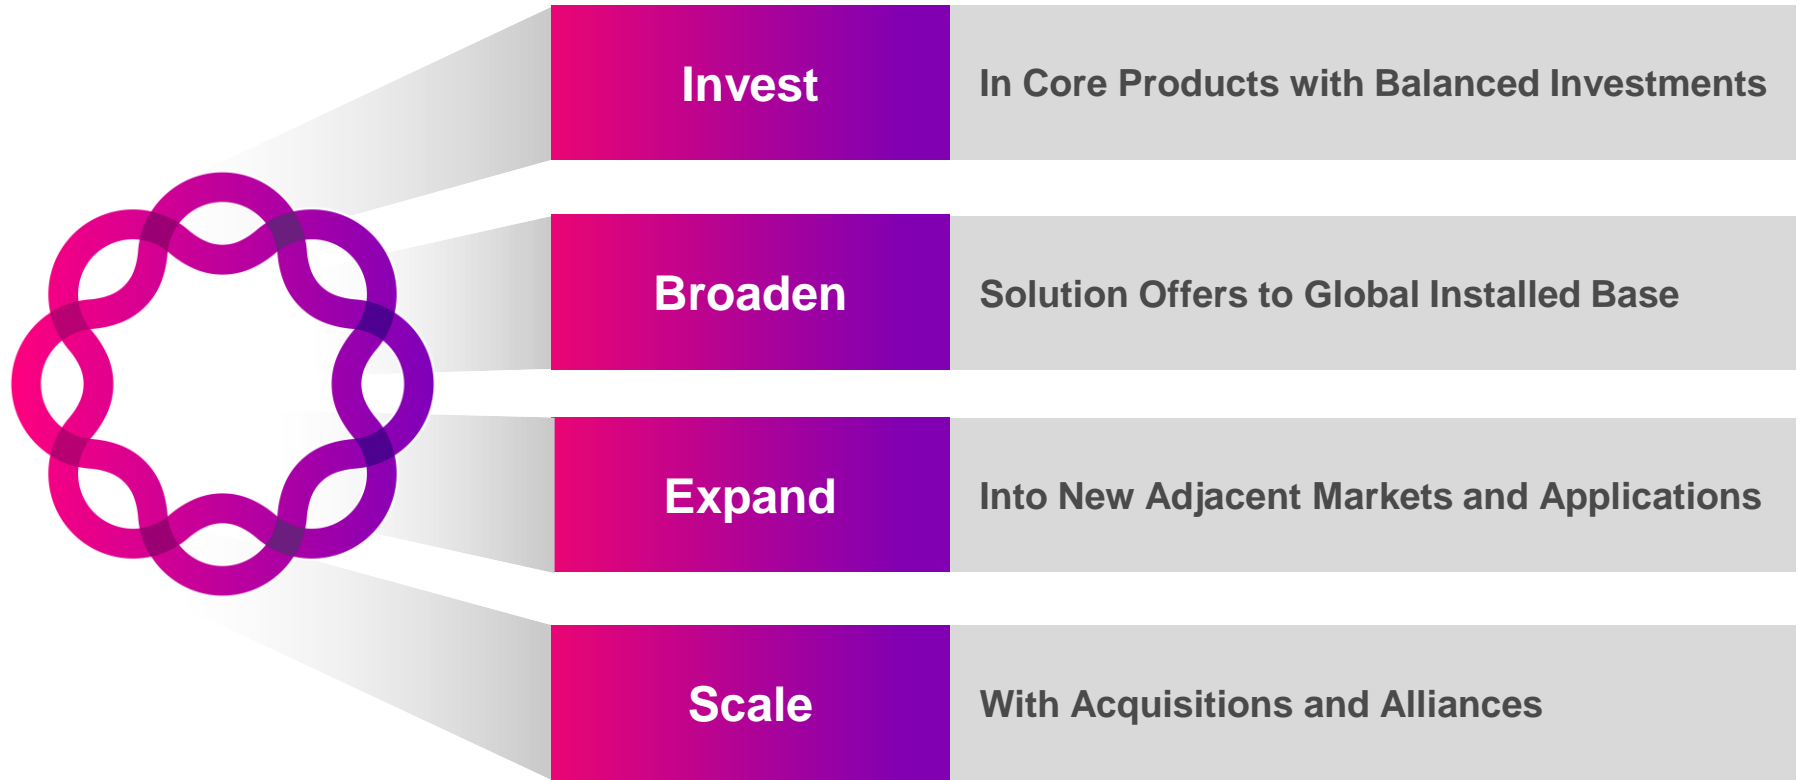 Invest
In Core Products with Balanced Investments
Broaden
Solution Offers to Global Installed Base
Expand
Into New Adjacent Markets and Applications
Scale
With Acquisitions and Alliances